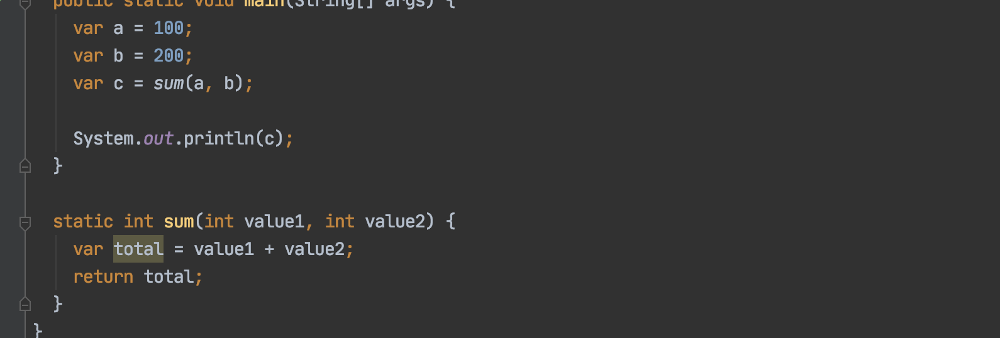 public static void main(String[] args) {
var a = 100;
var b = 200;
var c = sum(a, b);
System.out.println(c);
}
static int sum(int value1, int value2) {
var total = value1 + value2;
return total;
}
}